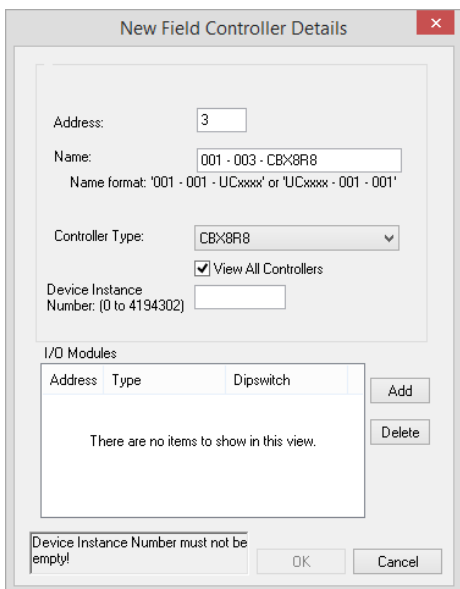 New Field Controller Details
Address:
3
Name:
001 - 003 - CBX8R8
Name format: '001 - 001 - UCxxxx' or 'UCxxxx - 001 - 001'
Controller Type:
CBX8R8
View All Controllers
Device Instance
Number: (0 to 4194302)
I/O Modules
Address Type Dipswitch
There are no items to show in this view.
Add
Delete
Device Instance Number must not be
empty!
OK
Cancel